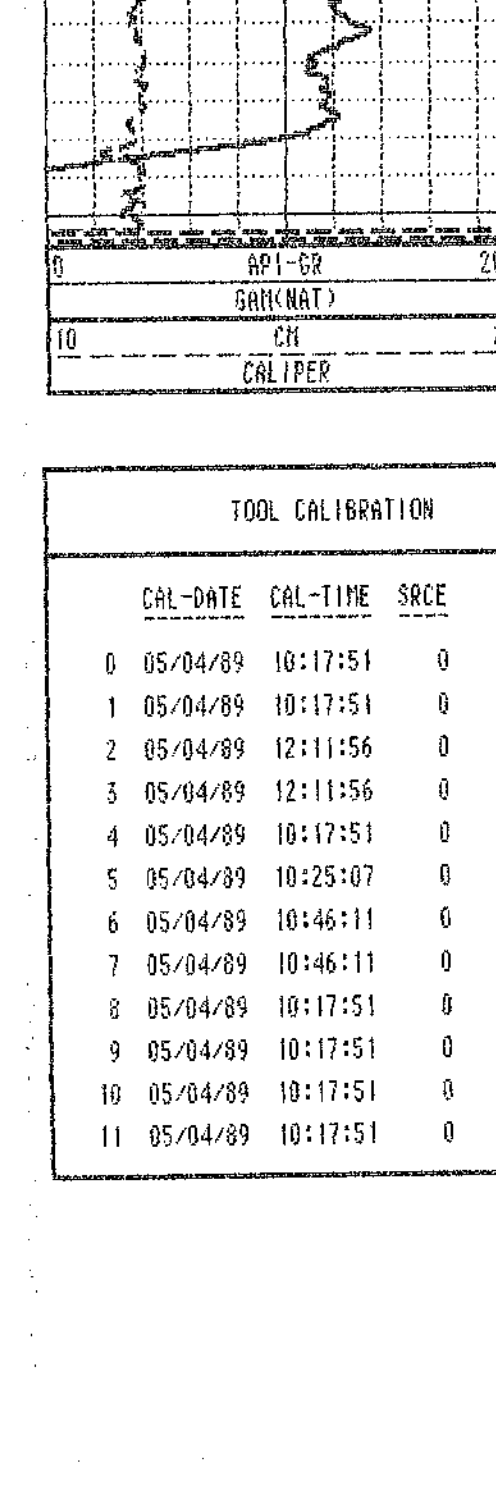 0 API-GR
GAM(NAT)
10 CM
CALIPER
TOOL CALIBRATION
CAL-DATE CAL-TIME SRCE
0 05/04/89 10:17:51 0
1 05/04/89 10:17:51 0
2 05/04/89 12:11:56 0
3 05/04/89 12:11:56 0
4 05/04/89 10:17:51 0
5 05/04/89 10:25:07 0
6 05/04/89 10:46:11 0
7 05/04/89 10:46:11 0
8 05/04/89 10:17:51 0
9 05/04/89 10:17:51 0
10 05/04/89 10:17:51 0
11 05/04/89 10:17:51 0